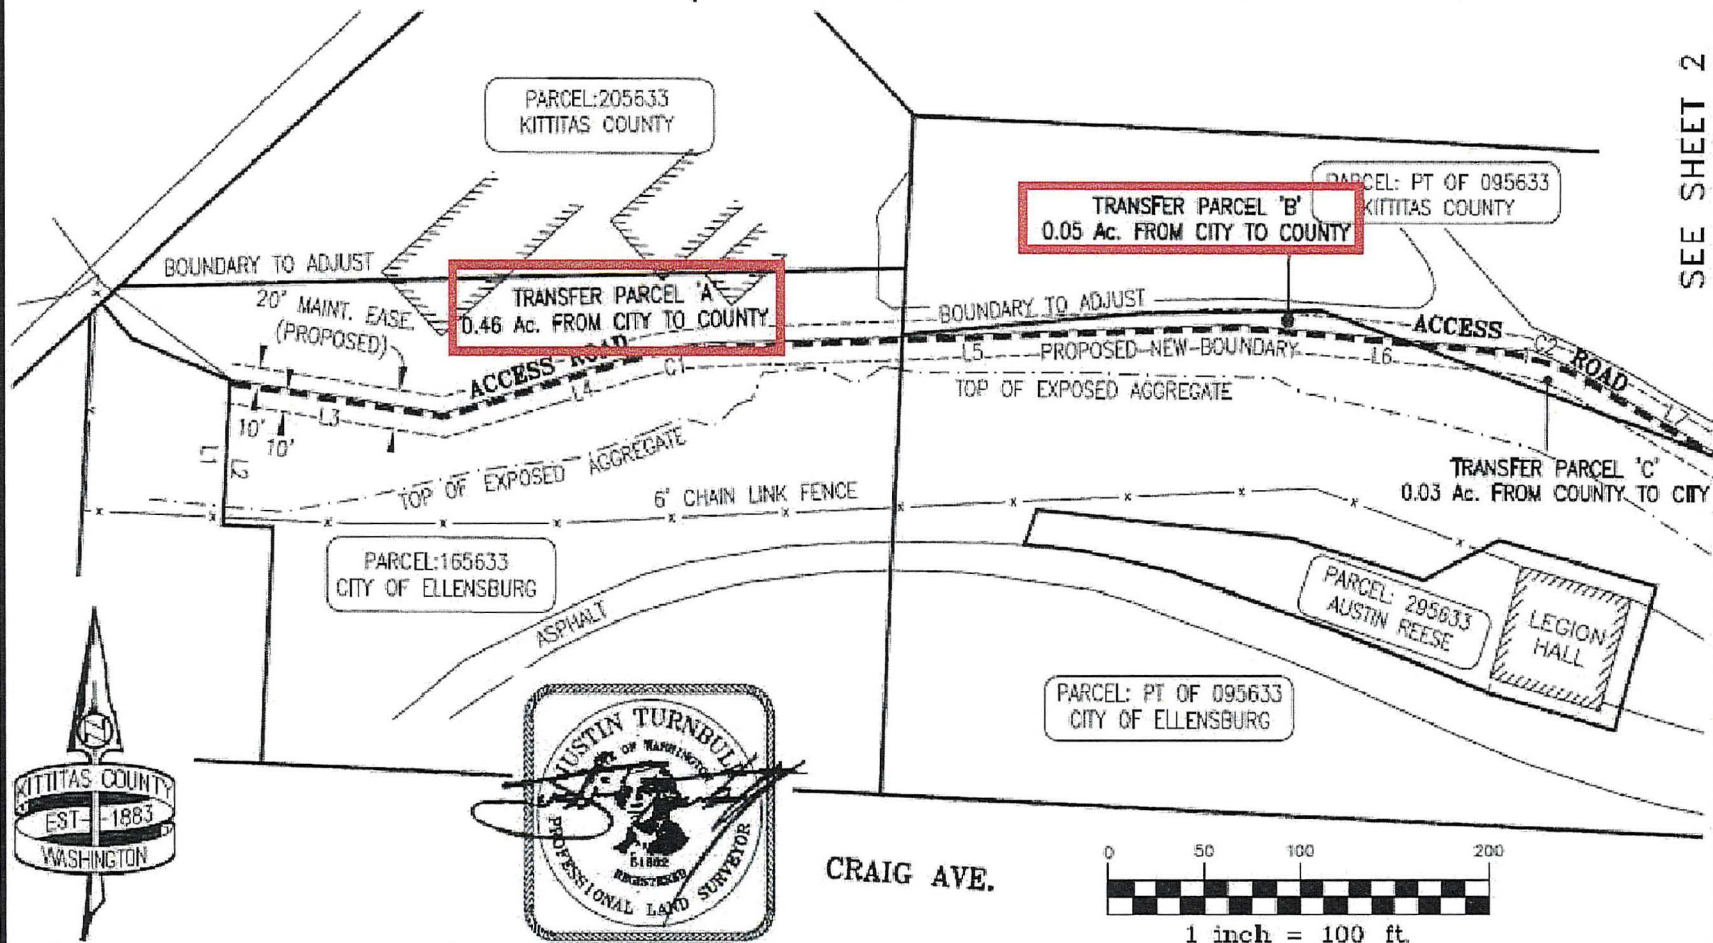 SEE SHEET 2
PARCEL:205633
KITTITAS COUNTY
PARCEL: PT OF 095633
KITTITAS COUNTY
TRANSFER PARCEL 'B'
0.05 Ac. FROM CITY TO COUNTY
BOUNDARY TO ADJUST
20' MAINT. EASE.
(PROPOSED)
TRANSFER PARCEL 'A'
0.46 Ac. FROM CITY TO COUNTY
BOUNDARY TO ADJUST
ACCESS ROAD
ACCESS ROAD
L5
PROPOSED NEW BOUNDARY
L6
C2
L7
C1
L4
L3
10'
10'
L1
L2
TOP OF EXPOSED AGGREGATE
TOP OF EXPOSED AGGREGATE
TRANSFER PARCEL 'C'
0.03 Ac. FROM COUNTY TO CITY
6' CHAIN LINK FENCE
PARCEL:165633
CITY OF ELLENSBURG
ASPHALT
PARCEL: 295633
AUSTIN REESE
LEGION
HALL
PARCEL: PT OF 095633
CITY OF ELLENSBURG
N
KITTITAS COUNTY
EST 1883
WASHINGTON
JUSTIN TURNBULL
OF WASHINGTON
REGISTERED
PROFESSIONAL LAND SURVEYOR
CRAIG AVE.
0 50 100 200
1 inch = 100 ft.